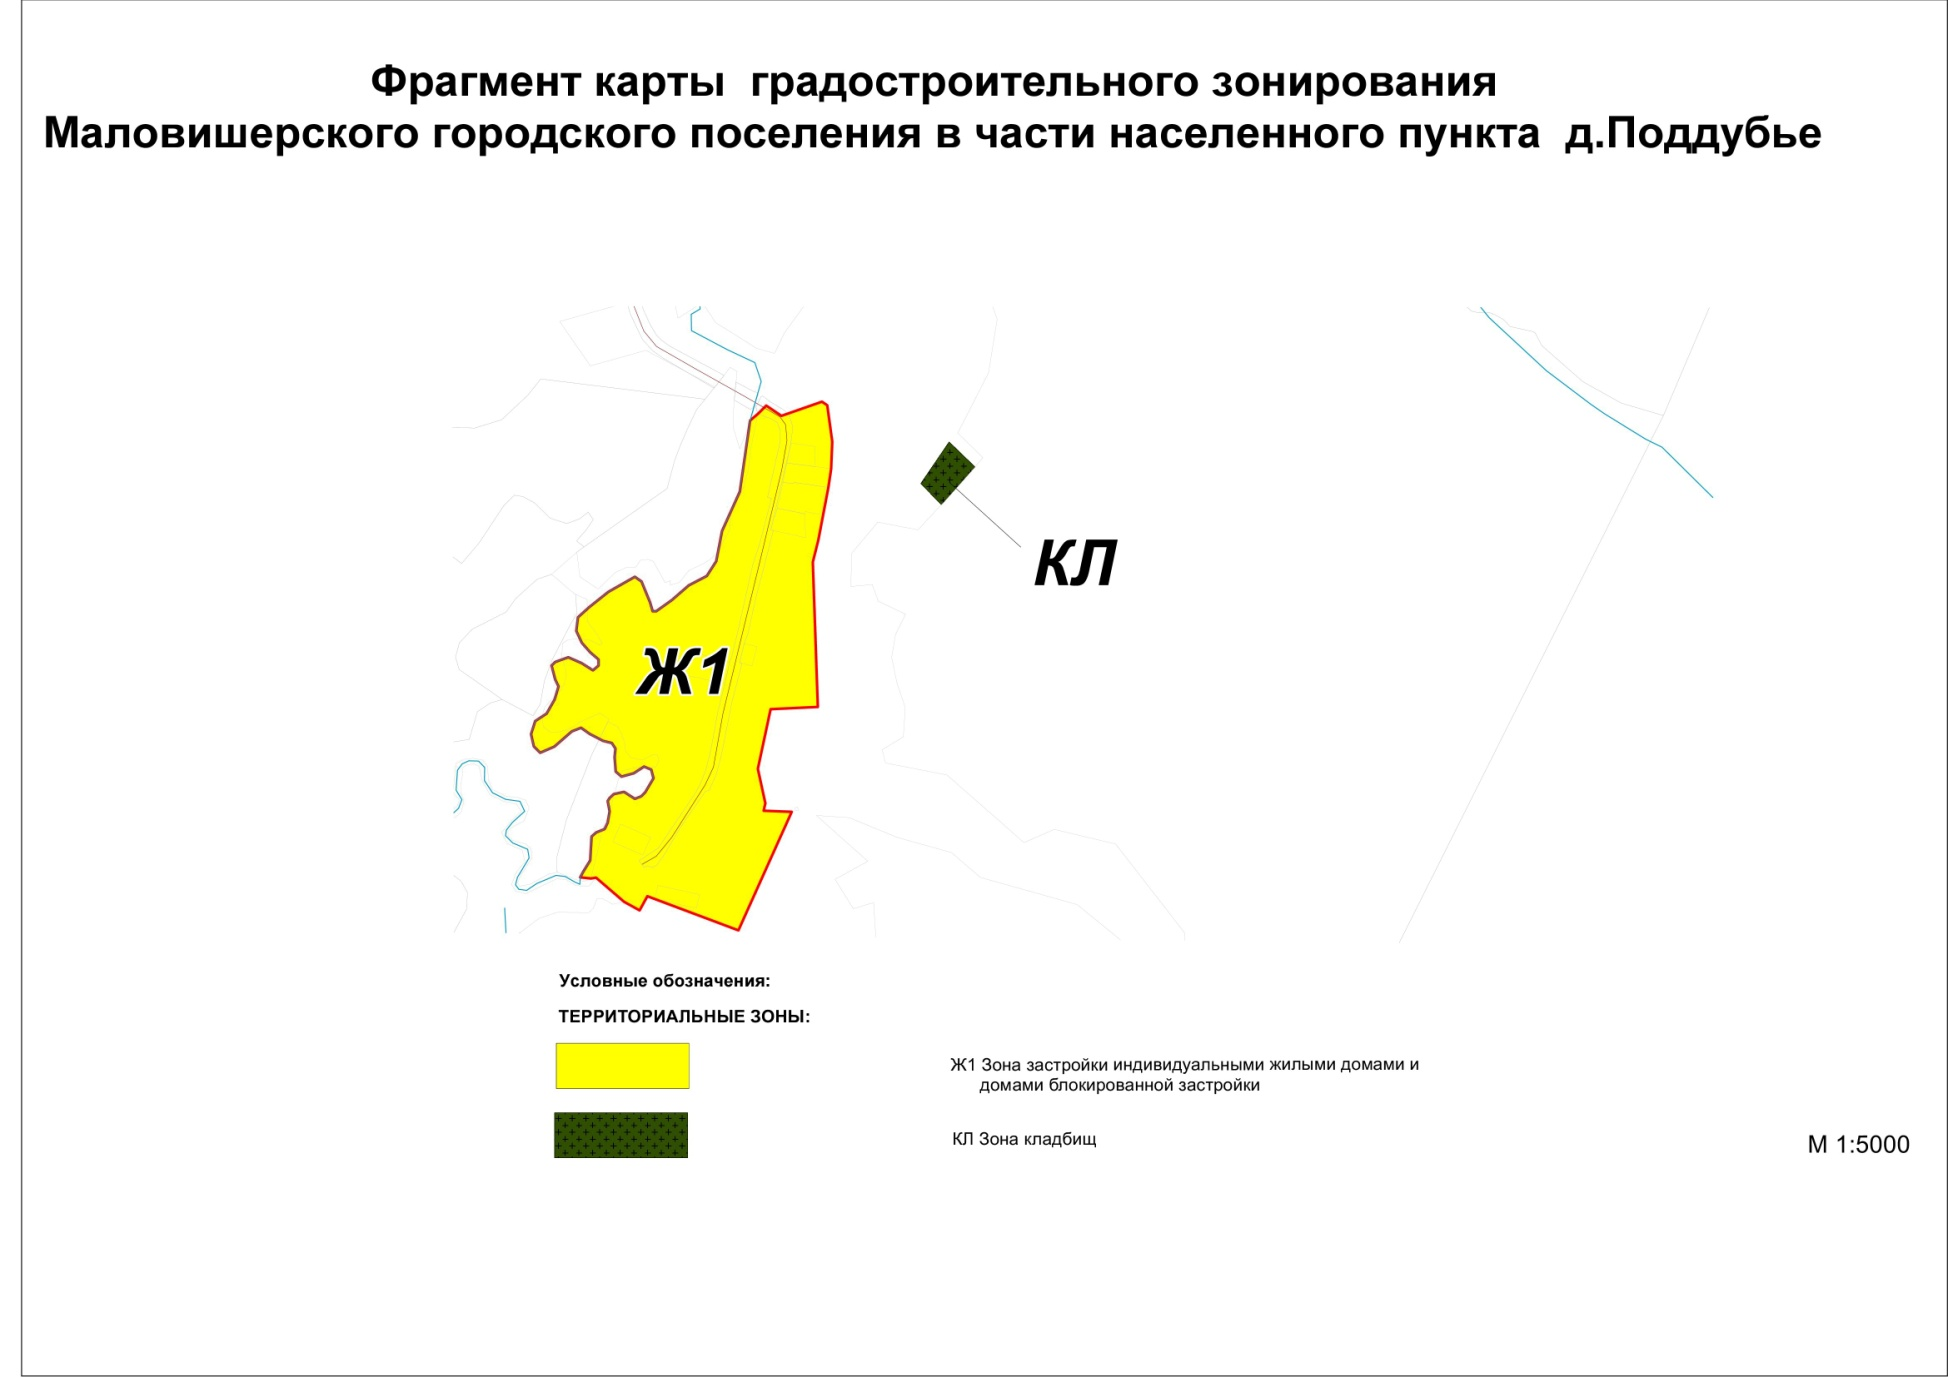 Фрагмент карты градостроительного зонирования
Маловишерского городского поселения в части населенного пункта д.Поддубье
КЛ
Ж1
Условные обозначения:
ТЕРРИТОРИАЛЬНЫЕ ЗОНЫ:
Ж1 Зона застройки индивидуальными жилыми домами и
домами блокированной застройки
КЛ Зона кладбищ
М 1:5000